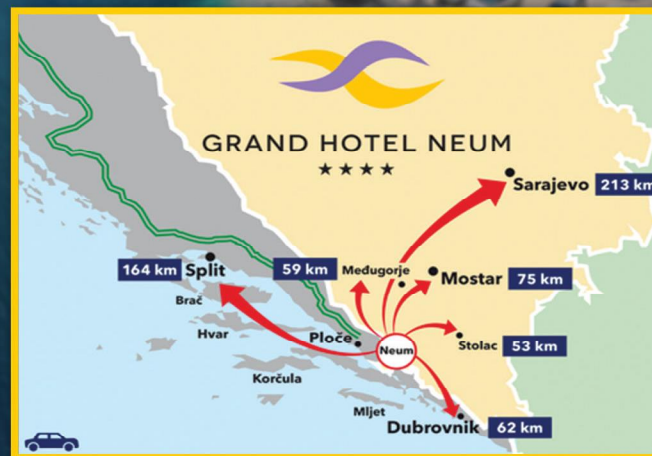 GRAND HOTEL NEUM
Sarajevo 213 km
164 km Split
59 km Međugorje
Mostar 75 km
Brač
Hvar
Ploče
Neum
Stolac 53 km
Korčula
Mljet
Dubrovnik 62 km